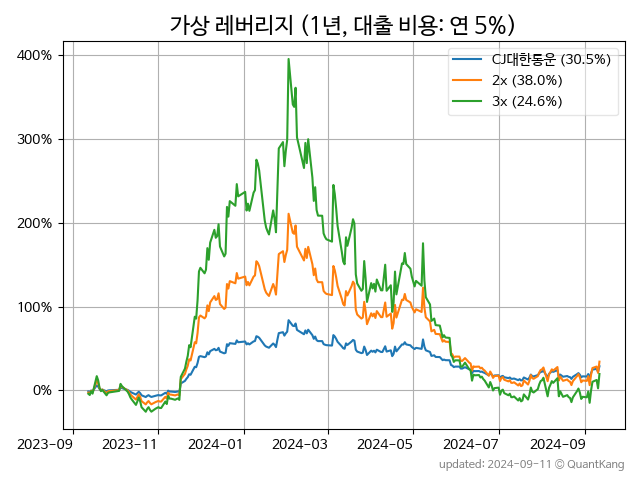 가상 레버리지 (1년, 대출 비용: 연 5%)
CJ대한통운 (30.5%)
2x (38.0%)
3x (24.6%)
400%
300%
200%
100%
0%
2023-09 2023-11 2024-01 2024-03 2024-05 2024-07 2024-09
updated: 2024-09-11 © QuantKang